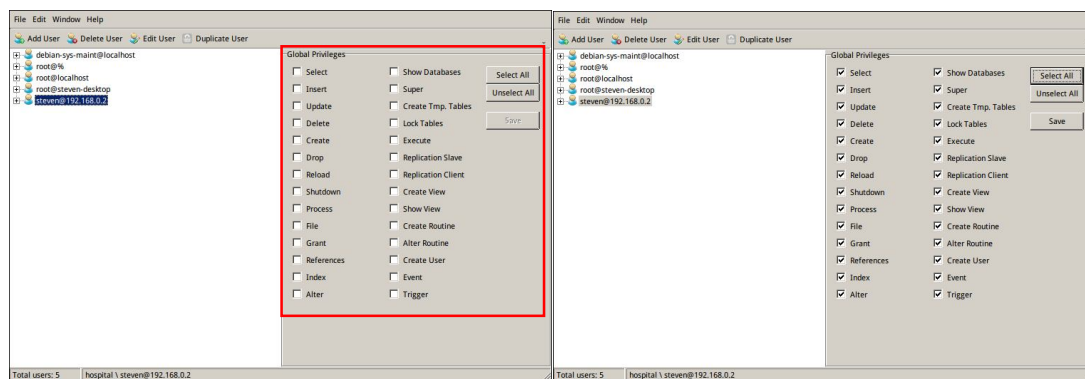 File Edit Window Help
Add User Delete User Edit User Duplicate User
debian-sys-maint@localhost
root@%
root@localhost
root@steven-desktop
steven@192.168.0.2
Global Privileges
Select Show Databases Select All
Insert Super Unselect All
Update Create Tmp. Tables
Delete Lock Tables Save
Create Execute
Drop Replication Slave
Reload Replication Client
Shutdown Create View
Process Show View
File Create Routine
Grant Alter Routine
References Create User
Index Event
Alter Trigger
Total users: 5 hospital \ steven@192.168.0.2
File Edit Window Help
Add User Delete User Edit User Duplicate User
debian-sys-maint@localhost
root@%
root@localhost
root@steven-desktop
steven@192.168.0.2
Global Privileges
Select Show Databases Select All
Insert Super Unselect All
Update Create Tmp. Tables
Delete Lock Tables Save
Create Execute
Drop Replication Slave
Reload Replication Client
Shutdown Create View
Process Show View
File Create Routine
Grant Alter Routine
References Create User
Index Event
Alter Trigger
Total users: 5 hospital \ steven@192.168.0.2